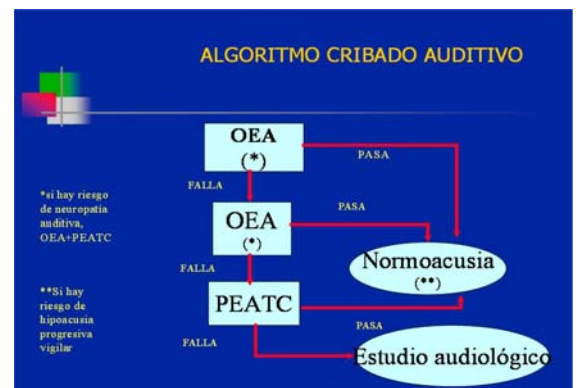 ALGORITMO CRIBADO AUDITIVO
OEA
(*)
PASA
FALLA
*si hay riesgo
de neuropatía
auditiva,
OEA+PEATC
OEA
(*)
PASA
FALLA
Normoacusia
(**)
**Si hay
riesgo de
hipoacusia
progresiva
vigilar
PEATC
PASA
FALLA
Estudio audiológico